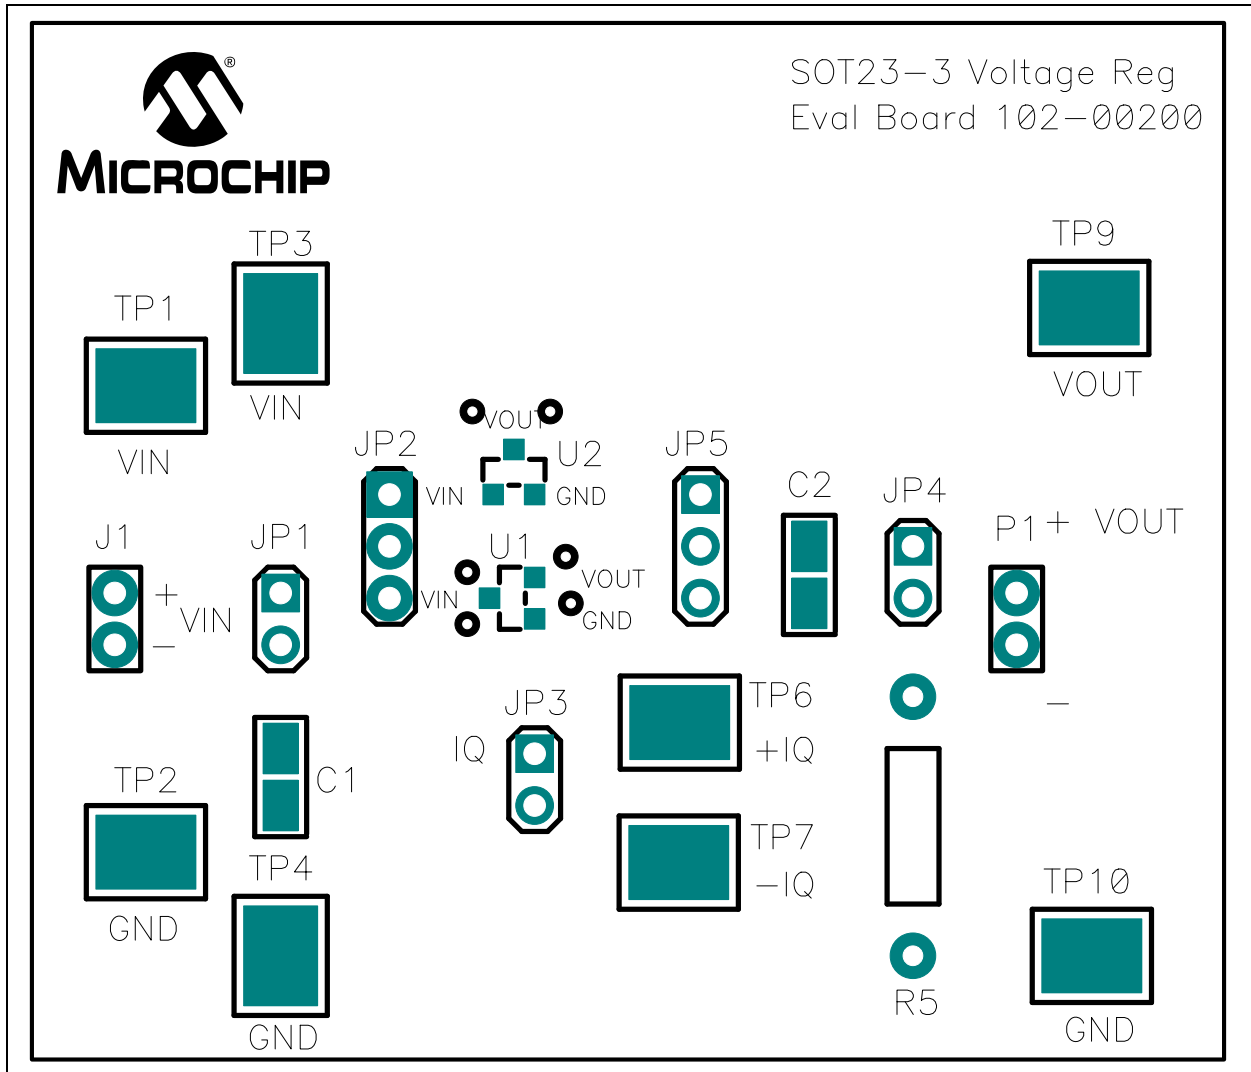 ®
MICROCHIP
SOT23-3 Voltage Reg
Eval Board 102-00200
TP3
VIN
TP1
VIN
TP9
VOUT
JP2
VIN
VIN
VOUT
U2
GND
U1
VOUT
GND
JP5
C2
JP4
P1
+ VOUT
-
J1
+
VIN
-
JP1
C1
JP3
IQ
TP6
+IQ
TP7
-IQ
TP2
GND
TP4
GND
R5
TP10
GND